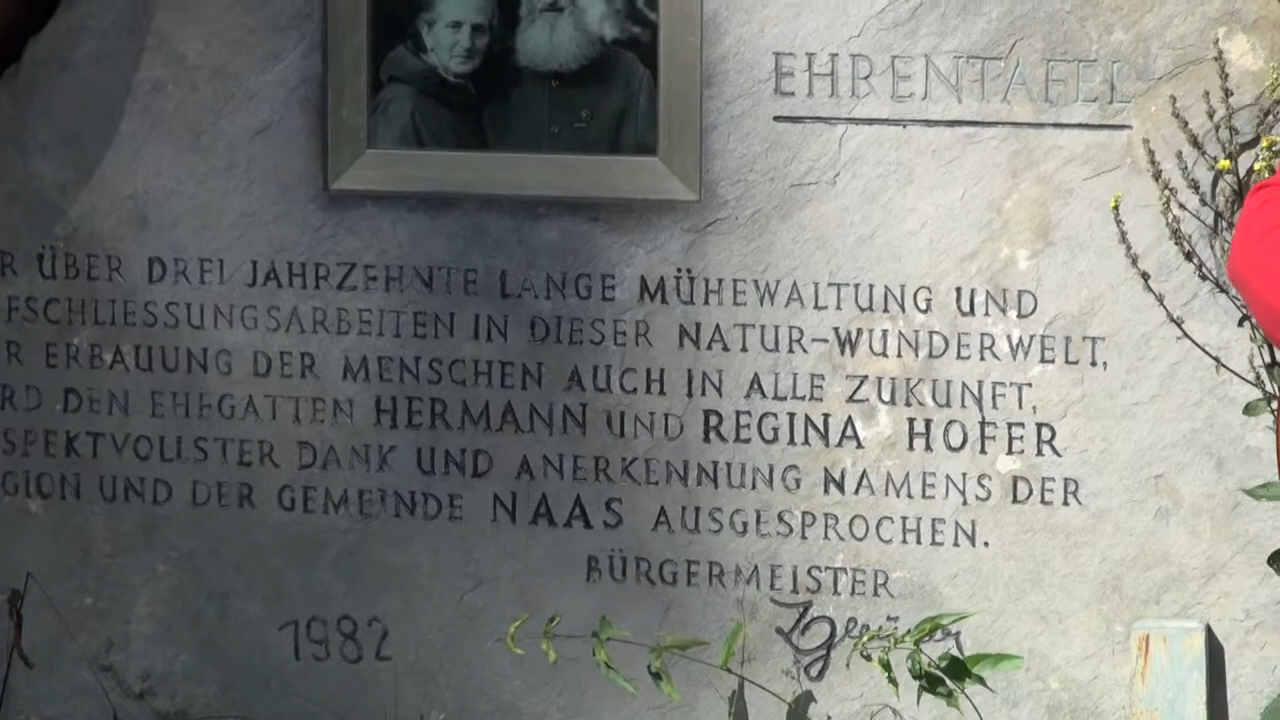 EHRENTAFEL
R ÜBER DREI JAHRZEHNTE LANGE MÜHEWALTUNG UND
FSCHLIESSUNGSARBEITEN IN DIESER NATUR-WUNDERWELT,
R ERBAUUNG DER MENSCHEN AUCH IN ALLE ZUKUNFT,
RD DEN EHEGATTEN HERMANN UND REGINA HOFER
SPEKTVOLLSTER DANK UND ANERKENNUNG NAMENS DER
GION UND DER GEMEINDE NAAS AUSGESPROCHEN.
BÜRGERMEISTER
1982